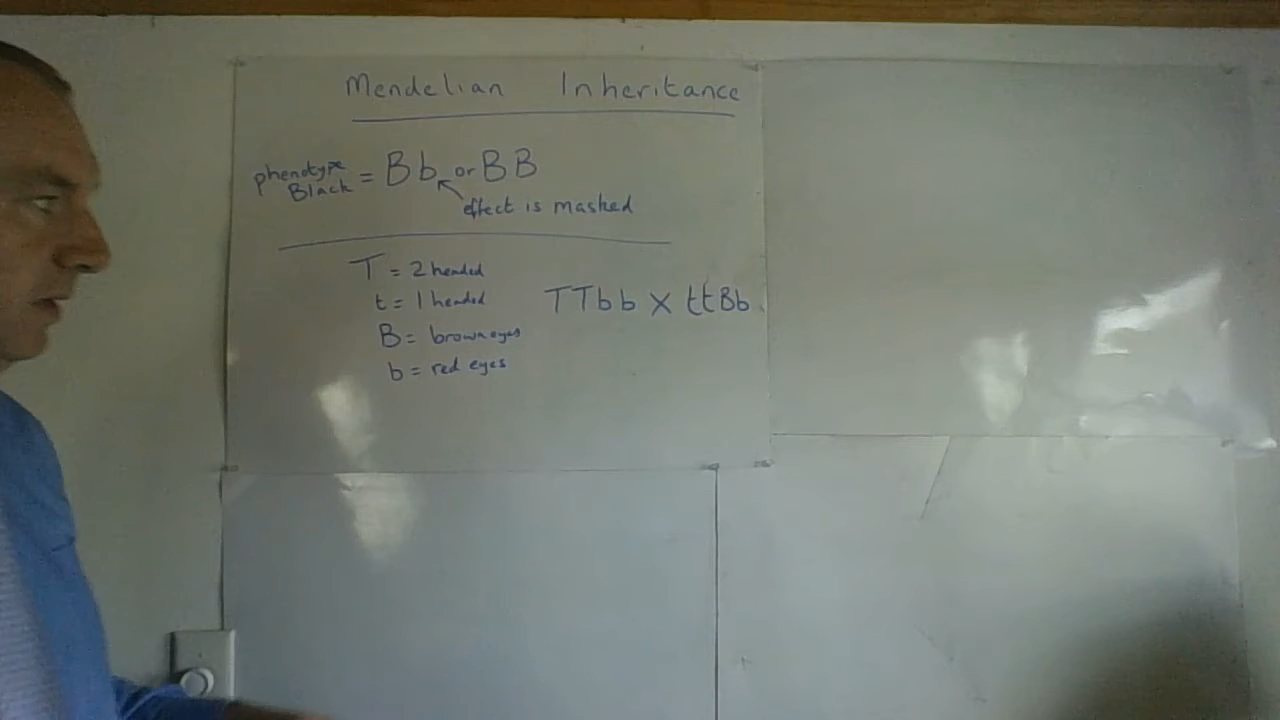 Mendelian Inheritance
phenotype Black = Bb or BB
effect is masked
T = 2 headed
t = 1 headed
TTbb X ttBb.
B = brown eyes
b = red eyes